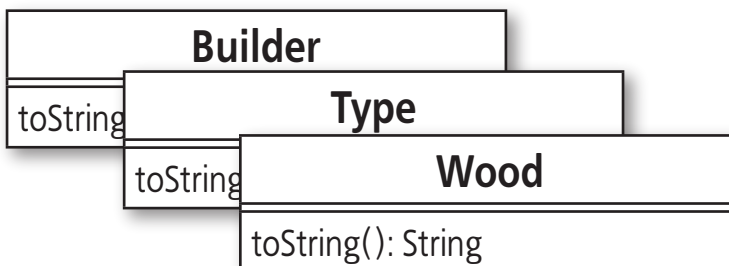 Builder
toString
Type
toString
Wood
toString(): String